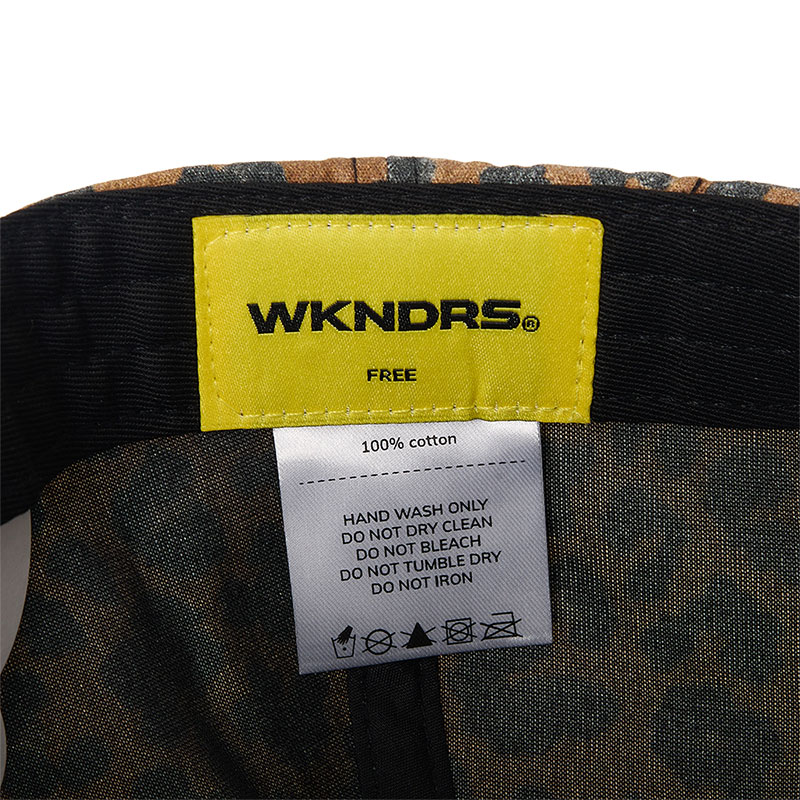 WKNDRS®
FREE
100% cotton
HAND WASH ONLY
DO NOT DRY CLEAN
DO NOT BLEACH
DO NOT TUMBLE DRY
DO NOT IRON